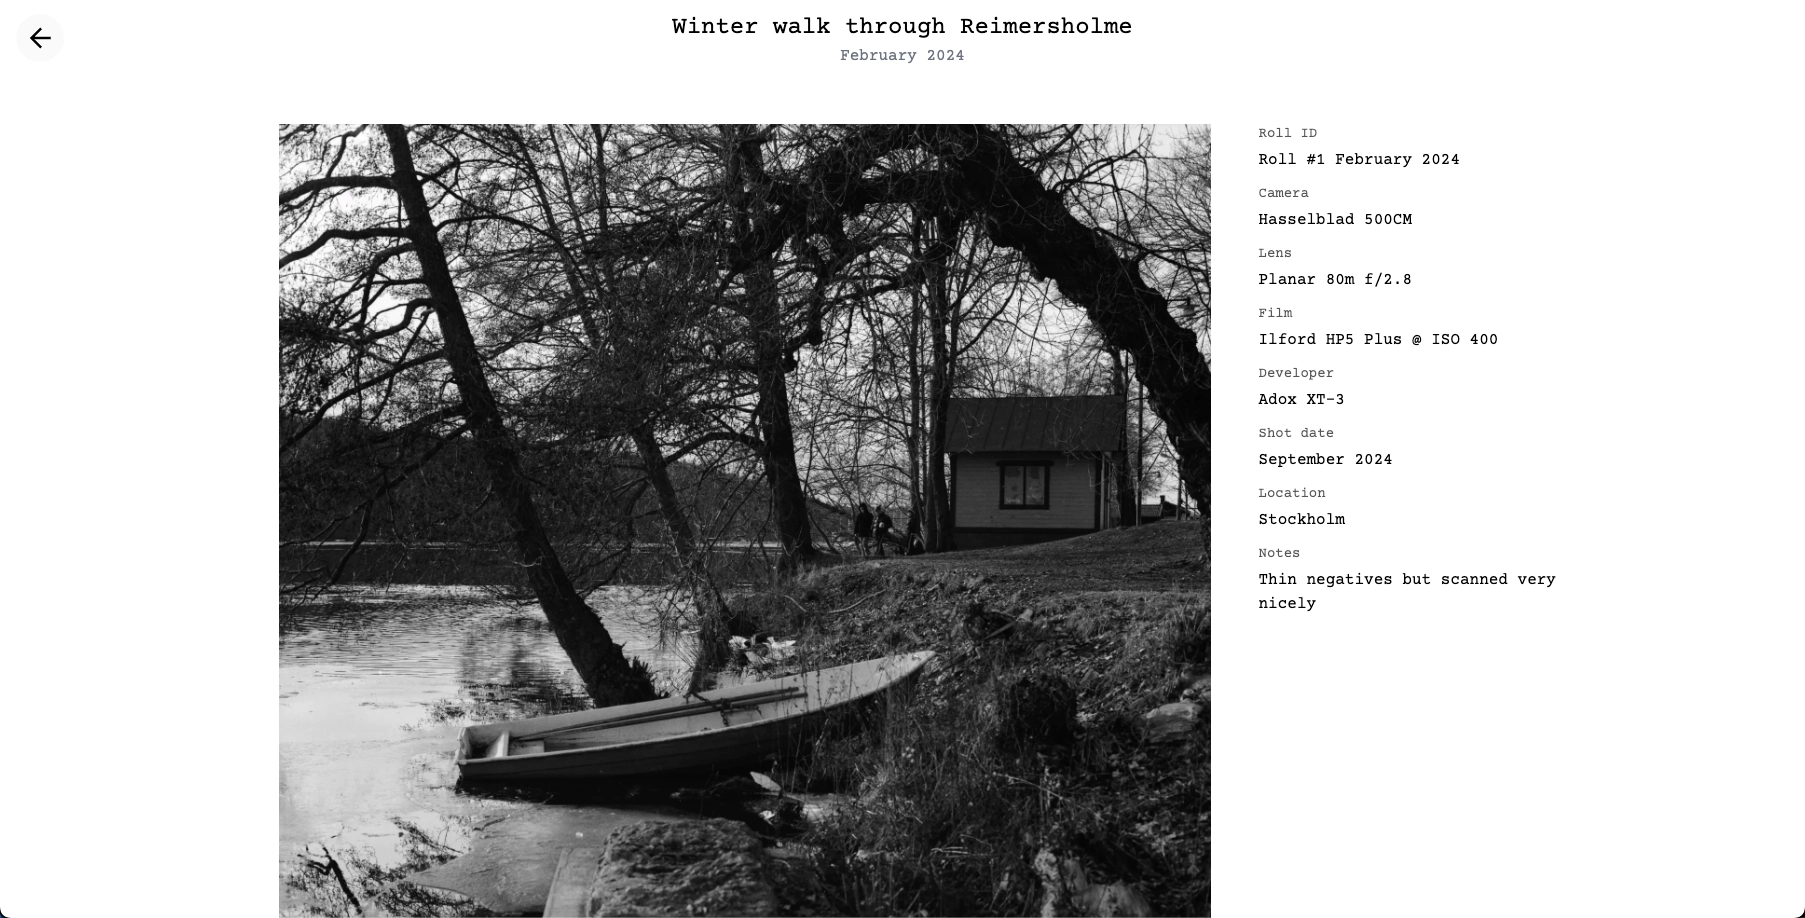 Winter walk through Reimersholme
February 2024
Roll ID
Roll #1 February 2024
Camera
Hasselblad 500CM
Lens
Planar 80m f/2.8
Film
Ilford HP5 Plus @ ISO 400
Developer
Adox XT-3
Shot date
September 2024
Location
Stockholm
Notes
Thin negatives but scanned very
nicely